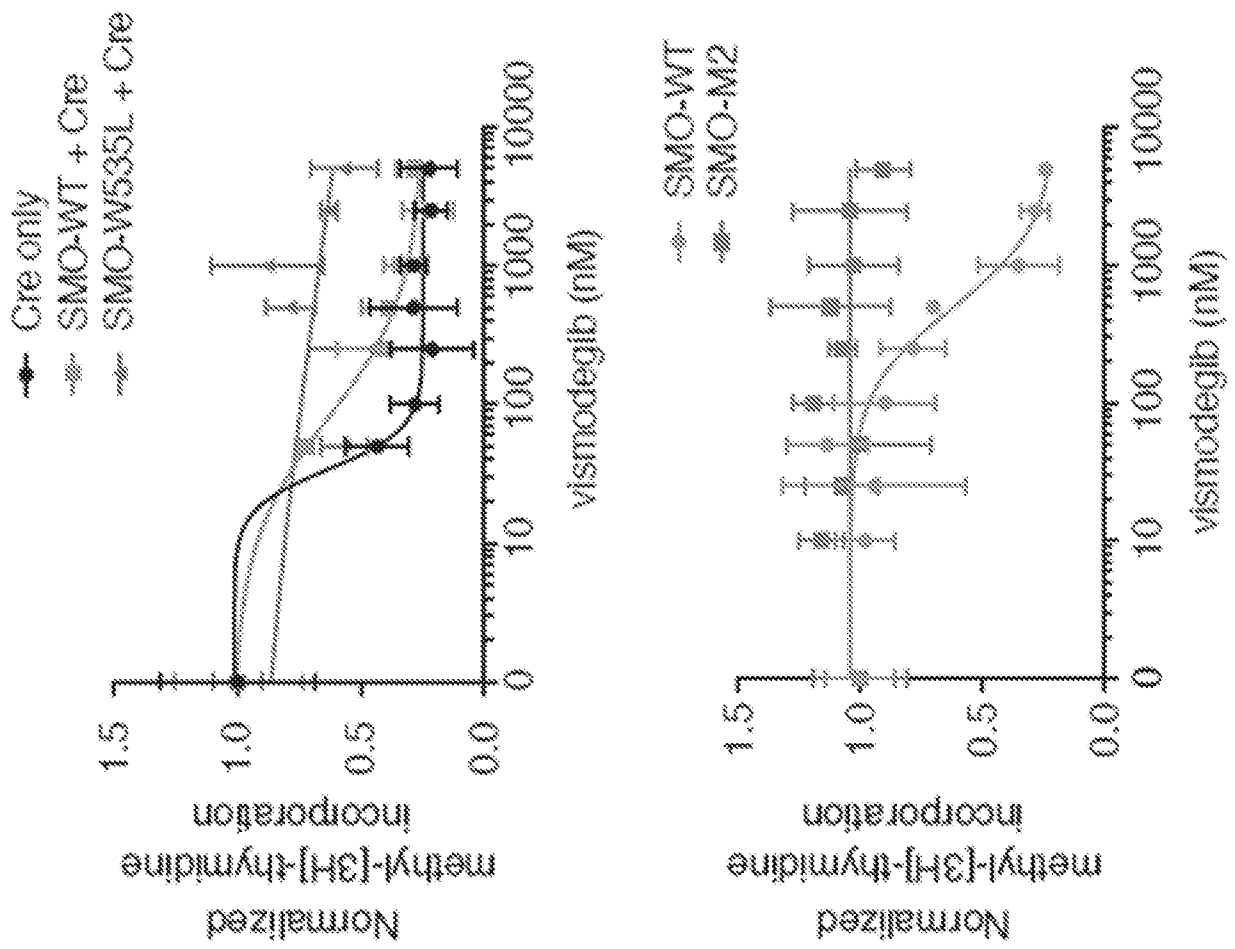 Cre only
SMO-WT + Cre
SMO-W535L + Cre
Normalized
methyl-[3H]-thymidine
incorporation
1.5
1.0
0.5
0.0
0
10
100
1000
10000
vismodegib (nM)
SMO-WT
SMO-M2
Normalized
methyl-[3H]-thymidine
incorporation
1.5
1.0
0.5
0.0
0
10
100
1000
10000
vismodegib (nM)